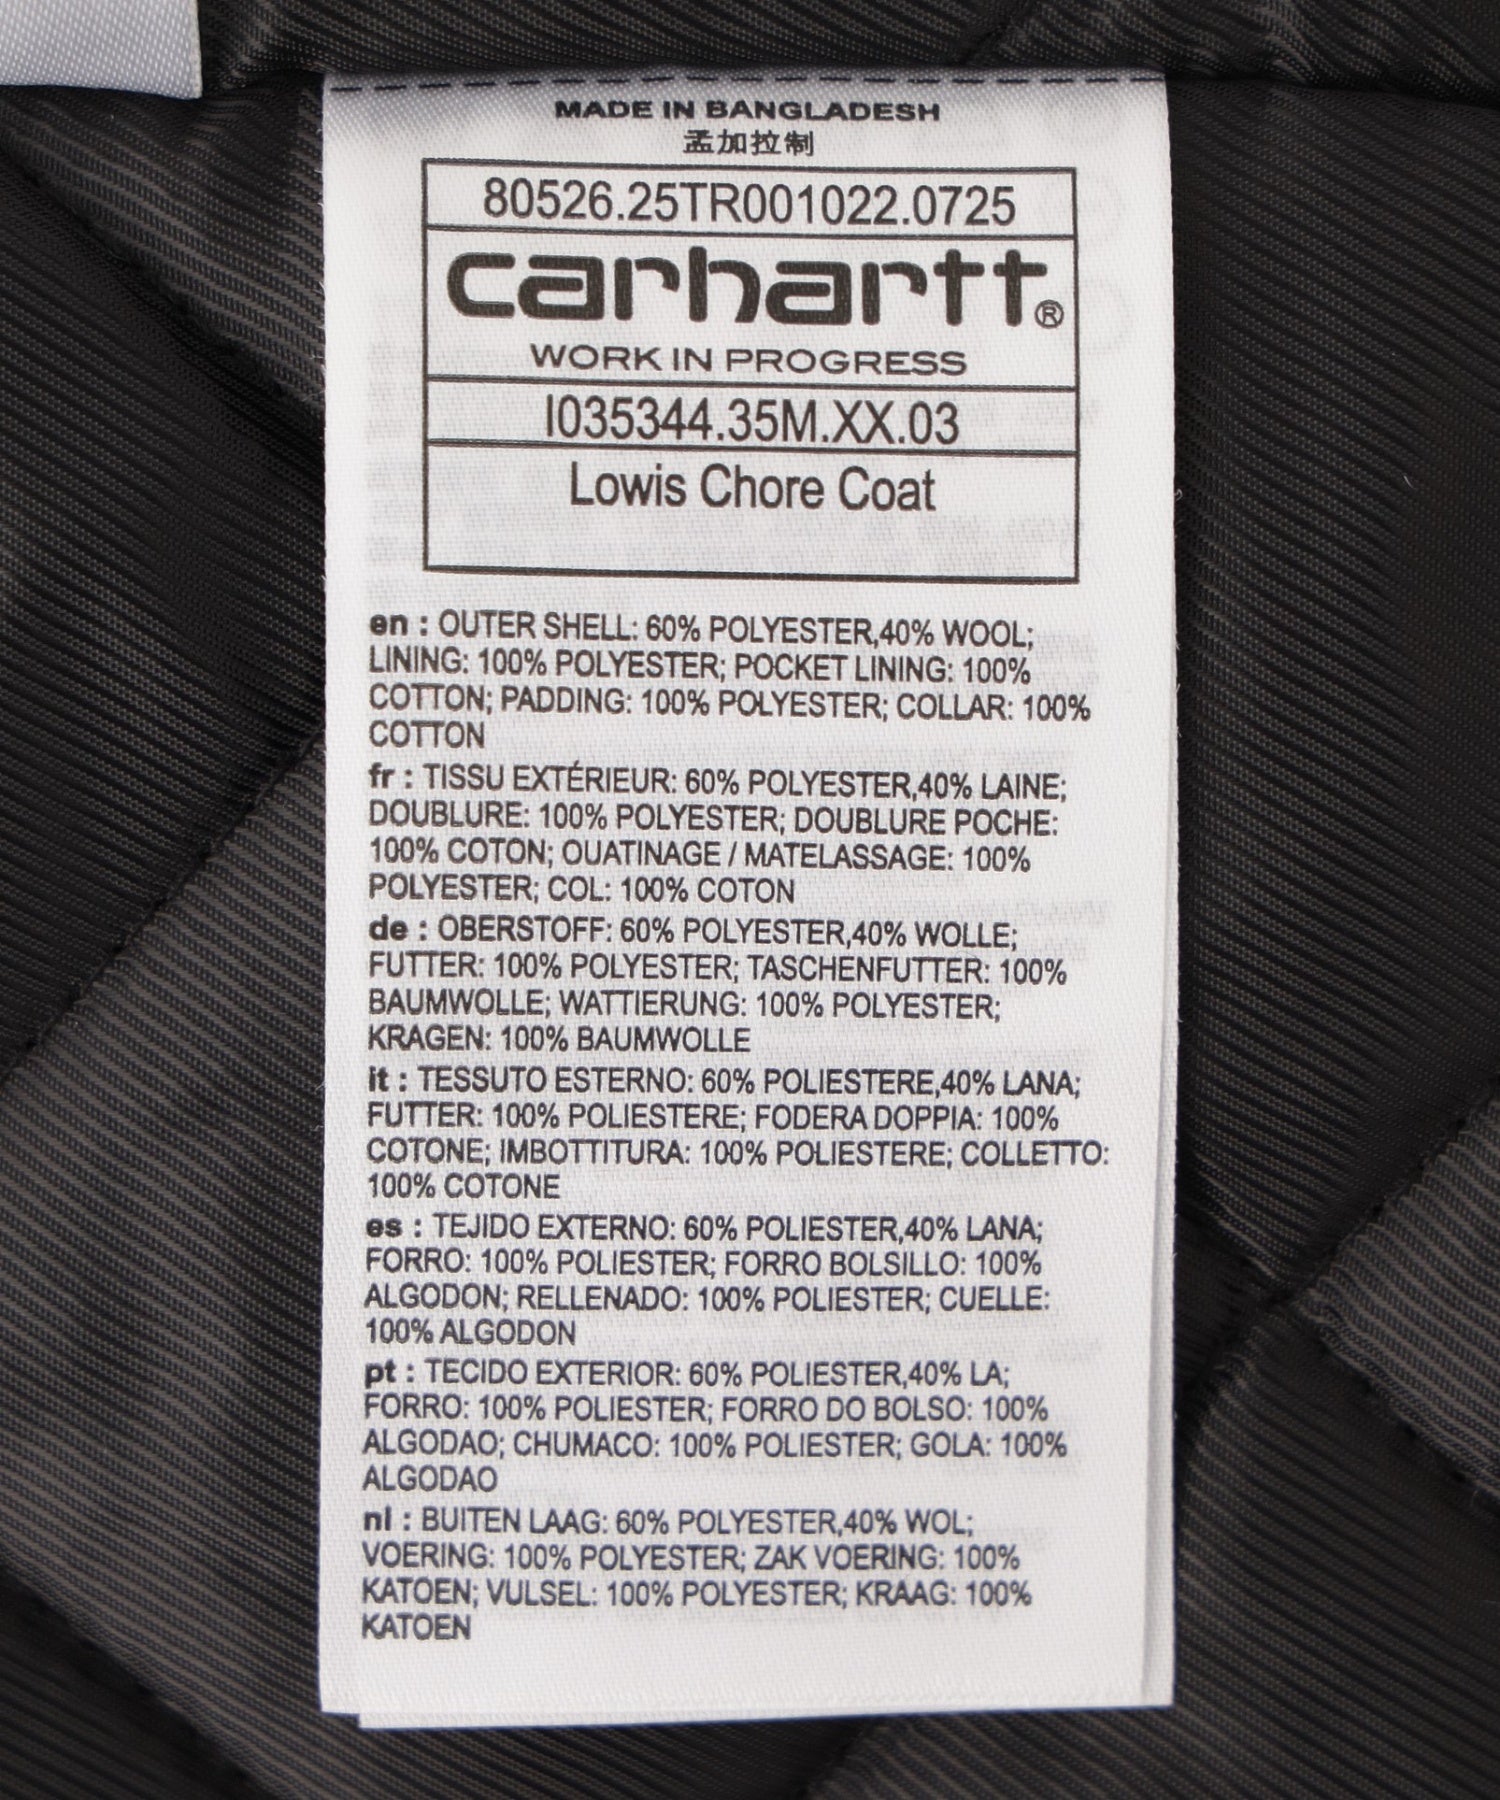 MADE IN BANGLADESH
孟加拉制
80526.25TR001022.0725
carhartt®
WORK IN PROGRESS
I035344.35M.XX.03
Lowis Chore Coat
en : OUTER SHELL: 60% POLYESTER,40% WOOL;
LINING: 100% POLYESTER; POCKET LINING: 100%
COTTON; PADDING: 100% POLYESTER; COLLAR: 100%
COTTON
fr : TISSU EXTÉRIEUR: 60% POLYESTER,40% LAINE;
DOUBLURE: 100% POLYESTER; DOUBLURE POCHE:
100% COTON; OUATINAGE / MATELASSAGE: 100%
POLYESTER; COL: 100% COTON
de : OBERSTOFF: 60% POLYESTER,40% WOLLE;
FUTTER: 100% POLYESTER; TASCHENFUTTER: 100%
BAUMWOLLE; WATTIERUNG: 100% POLYESTER;
KRAGEN: 100% BAUMWOLLE
it : TESSUTO ESTERNO: 60% POLIESTERE,40% LANA;
FUTTER: 100% POLIESTERE; FODERA DOPPIA: 100%
COTONE; IMBOTTITURA: 100% POLIESTERE; COLLETTO:
100% COTONE
es : TEJIDO EXTERNO: 60% POLIESTER,40% LANA;
FORRO: 100% POLIESTER; FORRO BOLSILLO: 100%
ALGODON; RELLENADO: 100% POLIESTER; CUELLE:
100% ALGODON
pt : TECIDO EXTERIOR: 60% POLIESTER,40% LA;
FORRO: 100% POLIESTER; FORRO DO BOLSO: 100%
ALGODAO; CHUMACO: 100% POLIESTER; GOLA: 100%
ALGODAO
nl : BUITEN LAAG: 60% POLYESTER,40% WOL;
VOERING: 100% POLYESTER; ZAK VOERING: 100%
KATOEN; VULSEL: 100% POLYESTER; KRAAG: 100%
KATOEN